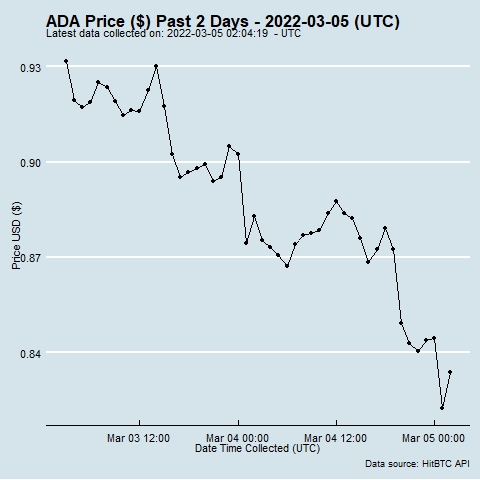 ADA Price ($) Past 2 Days - 2022-03-05 (UTC)
Latest data collected on: 2022-03-05 02:04:19  - UTC
0.93
0.90
0.87
0.84
Price USD ($)
Mar 03 12:00
Mar 04 00:00
Mar 04 12:00
Mar 05 00:00
Date Time Collected (UTC)
Data source: HitBTC API